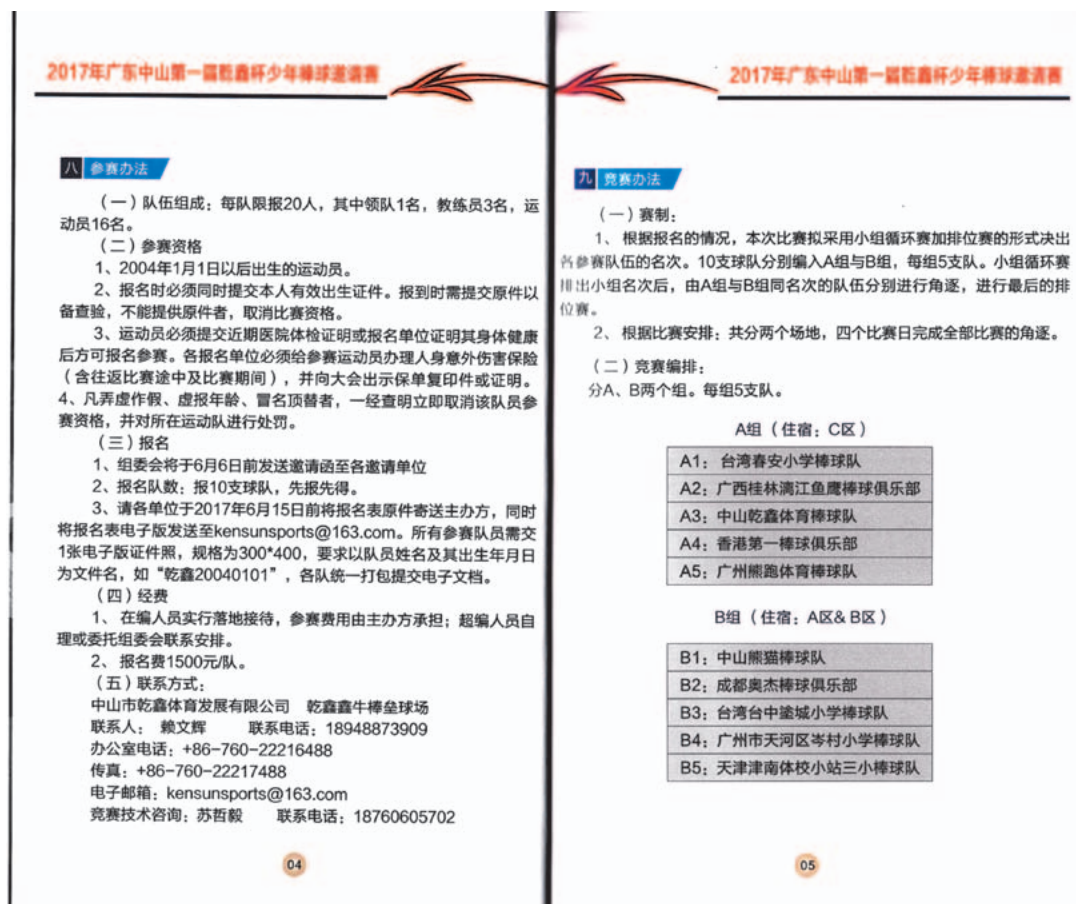 2017年广东中山第一届乾鑫杯少年棒球邀请赛
八 参赛办法
（一）队伍组成：每队限报20人，其中领队1名，教练员3名，运
动员16名。
（二）参赛资格
1、2004年1月1日以后出生的运动员。
2、报名时必须同时提交本人有效出生证件。报到时需提交原件以
备查验，不能提供原件者，取消比赛资格。
3、运动员必须提交近期医院体检证明或报名单位证明其身体健康
后方可报名参赛。各报名单位必须给参赛运动员办理人身意外伤害保险
（含往返比赛途中及比赛期间），并向大会出示保单复印件或证明。
4、凡弄虚作假、虚报年龄、冒名顶替者，一经查明立即取消该队员参
赛资格，并对所在运动队进行处罚。
（三）报名
1、组委会将于6月6日前发送邀请函至各邀请单位
2、报名队数：报10支球队，先报先得。
3、请各单位于2017年6月15日前将报名表原件寄送主办方，同时
将报名表电子版发送至kensunsports@163.com。所有参赛队员需交
1张电子版证件照，规格为300*400，要求以队员姓名及其出生年月日
为文件名，如“乾鑫20040101”，各队统一打包提交电子文档。
（四）经费
1、 在编人员实行落地接待，参赛费用由主办方承担；超编人员自
理或委托组委会联系安排。
2、 报名费1500元/队。
（五）联系方式：
中山市乾鑫体育发展有限公司 乾鑫鑫牛棒垒球场
联系人： 赖文辉 联系电话：18948873909
办公室电话：+86-760-22216488
传真：+86-760-22217488
电子邮箱：kensunsports@163.com
竞赛技术咨询：苏哲毅 联系电话：18760605702
04
2017年广东中山第一届乾鑫杯少年棒球邀请赛
九 竞赛办法
（一）赛制：
1、 根据报名的情况，本次比赛拟采用小组循环赛加排位赛的形式决出
各参赛队伍的名次。10支球队分别编入A组与B组，每组5支队。小组循环赛
排出小组名次后，由A组与B组同名次的队伍分别进行角逐，进行最后的排
位赛。
2、 根据比赛安排：共分两个场地，四个比赛日完成全部比赛的角逐。
（二）竞赛编排：
分A、B两个组。每组5支队。
A组（住宿：C区）
A1：台湾春安小学棒球队
A2：广西桂林漓江鱼鹰棒球俱乐部
A3：中山乾鑫体育棒球队
A4：香港第一棒球俱乐部
A5：广州熊跑体育棒球队
B组（住宿：A区& B区）
B1：中山熊猫棒球队
B2：成都奥杰棒球俱乐部
B3：台湾台中塗城小学棒球队
B4：广州市天河区岑村小学棒球队
B5：天津津南体校小站三小棒球队
05